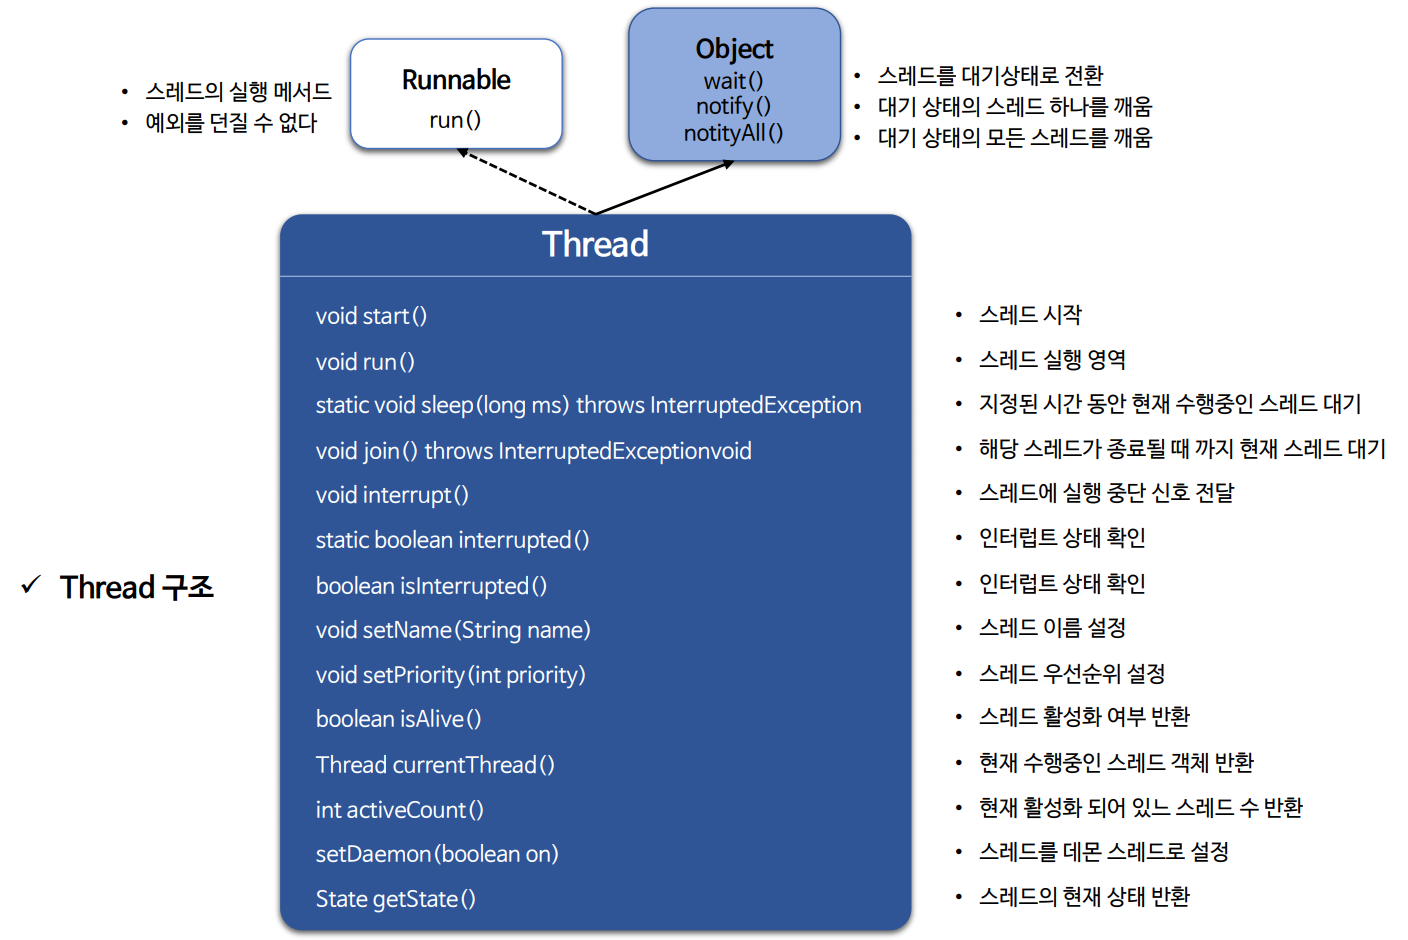 Runnable
run()
• 스레드의 실행 메서드
• 예외를 던질 수 없다
Object
wait()
notify()
notityAll()
• 스레드를 대기상태로 전환
• 대기 상태의 스레드 하나를 깨움
• 대기 상태의 모든 스레드를 깨움
✓ Thread 구조
Thread
void start()
• 스레드 시작
void run()
• 스레드 실행 영역
static void sleep(long ms) throws InterruptedException
• 지정된 시간 동안 현재 수행중인 스레드 대기
void join() throws InterruptedExceptionvoid
• 해당 스레드가 종료될 때 까지 현재 스레드 대기
void interrupt()
• 스레드에 실행 중단 신호 전달
static boolean interrupted()
• 인터럽트 상태 확인
boolean isInterrupted()
• 인터럽트 상태 확인
void setName(String name)
• 스레드 이름 설정
void setPriority(int priority)
• 스레드 우선순위 설정
boolean isAlive()
• 스레드 활성화 여부 반환
Thread currentThread()
• 현재 수행중인 스레드 객체 반환
int activeCount()
• 현재 활성화 되어 있느 스레드 수 반환
setDaemon(boolean on)
• 스레드를 데몬 스레드로 설정
State getState()
• 스레드의 현재 상태 반환